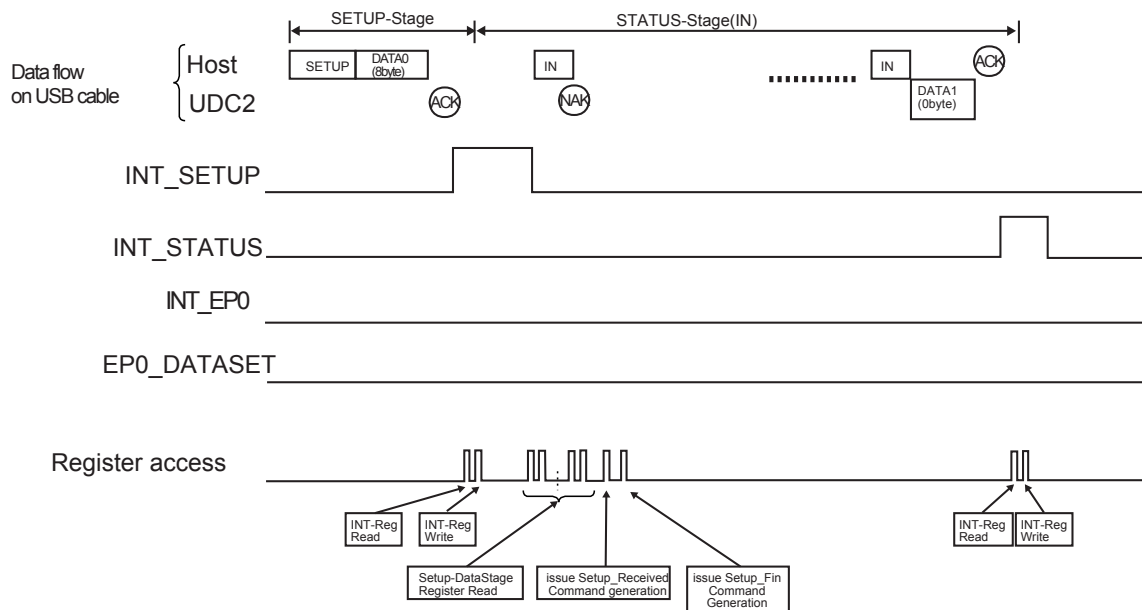 SETUP-Stage
STATUS-Stage(IN)
Data flow
on USB cable
Host
UDC2
SETUP
DATA0
(8byte)
ACK
IN
NAK
IN
DATA1
(0byte)
ACK
INT_SETUP
INT_STATUS
INT_EP0
EP0_DATASET
Register access
INT-Reg
Read
INT-Reg
Write
INT-Reg
Read
INT-Reg
Write
Setup-DataStage
Register Read
issue Setup_Received
Command generation
issue Setup_Fin
Command
Generation